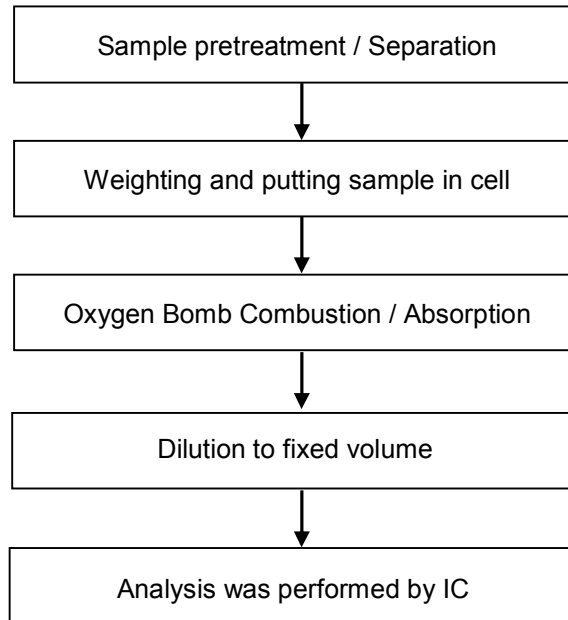 Sample pretreatment / Separation
Weighting and putting sample in cell
Oxygen Bomb Combustion / Absorption
Dilution to fixed volume
Analysis was performed by IC